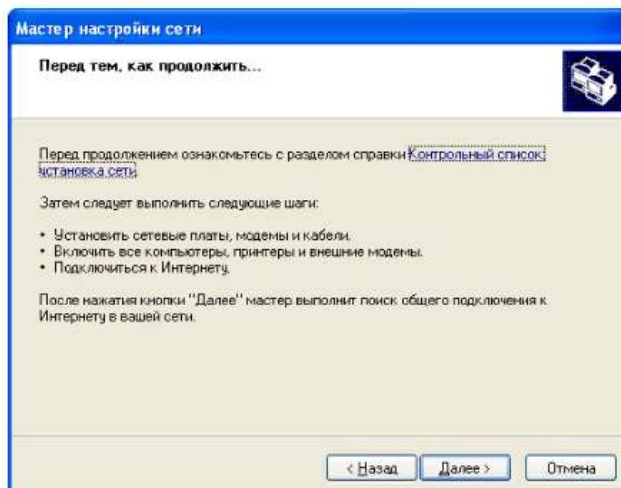 Мастер настройки сети
Перед тем, как продолжить...
Перед продолжением ознакомьтесь с разделом справки Контрольный список:
установка сети.
Затем следует выполнить следующие шаги:
• Установить сетевые платы, модемы и кабели.
• Включить все компьютеры, принтеры и внешние модемы.
• Подключиться к Интернету.
После нажатия кнопки "Далее" мастер выполнит поиск общего подключения к
Интернету в вашей сети.
< Назад Далее > Отмена